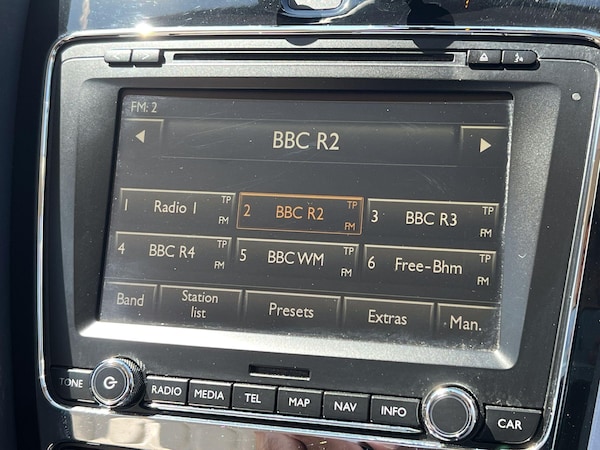 FM: 2
BBC R2
1 Radio 1 TP FM
2 BBC R2 TP FM
3 BBC R3 TP FM
4 BBC R4 TP FM
5 BBC WM TP FM
6 Free-Bhm TP FM
Band
Station
list
Presets
Extras
Man.
TONE
RADIO
MEDIA
TEL
MAP
NAV
INFO
CAR